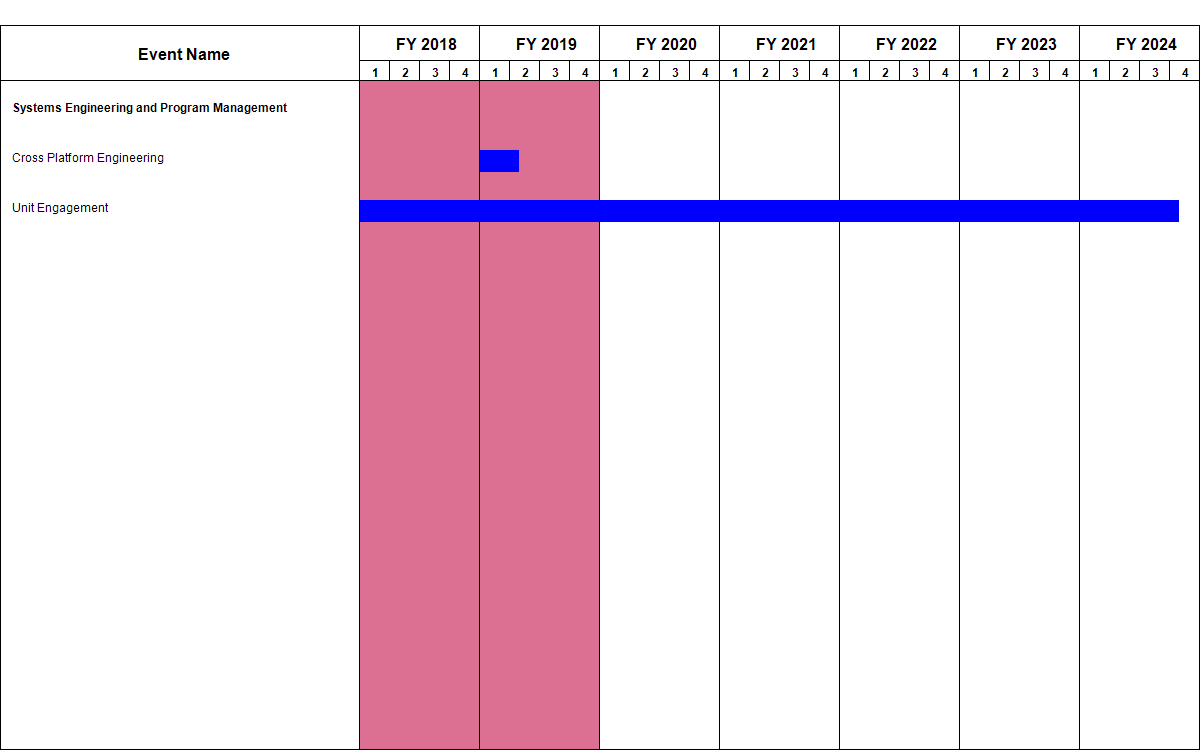 Event Name
FY 2018 FY 2019 FY 2020 FY 2021 FY 2022 FY 2023 FY 2024
1 2 3 4 1 2 3 4 1 2 3 4 1 2 3 4 1 2 3 4 1 2 3 4 1 2 3 4
Systems Engineering and Program Management
Cross Platform Engineering
Unit Engagement